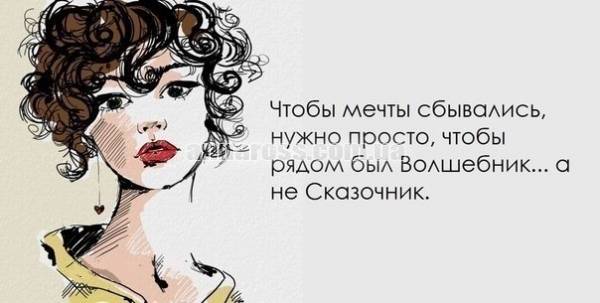 Чтобы мечты сбывались,
нужно просто, чтобы
рядом был Волшебник... а
не Сказочник.